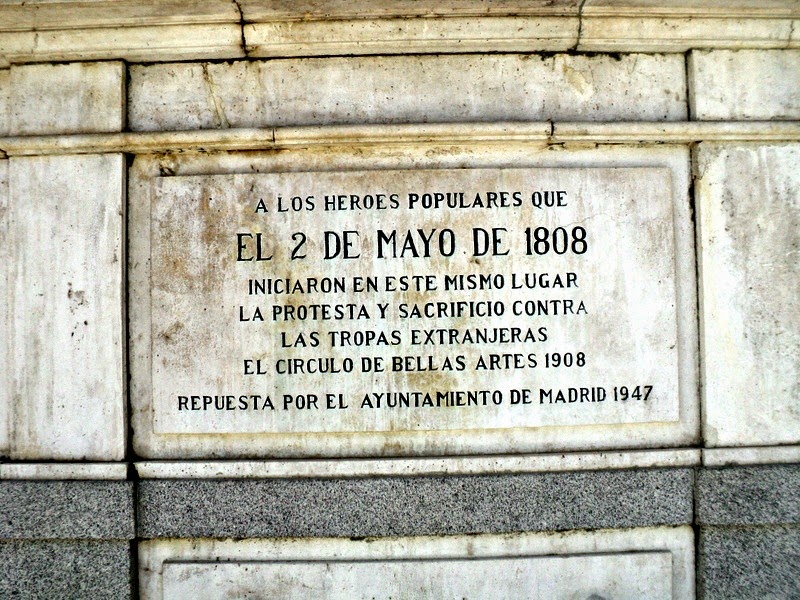 A LOS HEROES POPULARES QUE
EL 2 DE MAYO DE 1808
INICIARON EN ESTE MISMO LUGAR
LA PROTESTA Y SACRIFICIO CONTRA
LAS TROPAS EXTRANJERAS
EL CIRCULO DE BELLAS ARTES 1908
REPUESTA POR EL AYUNTAMIENTO DE MADRID 1947